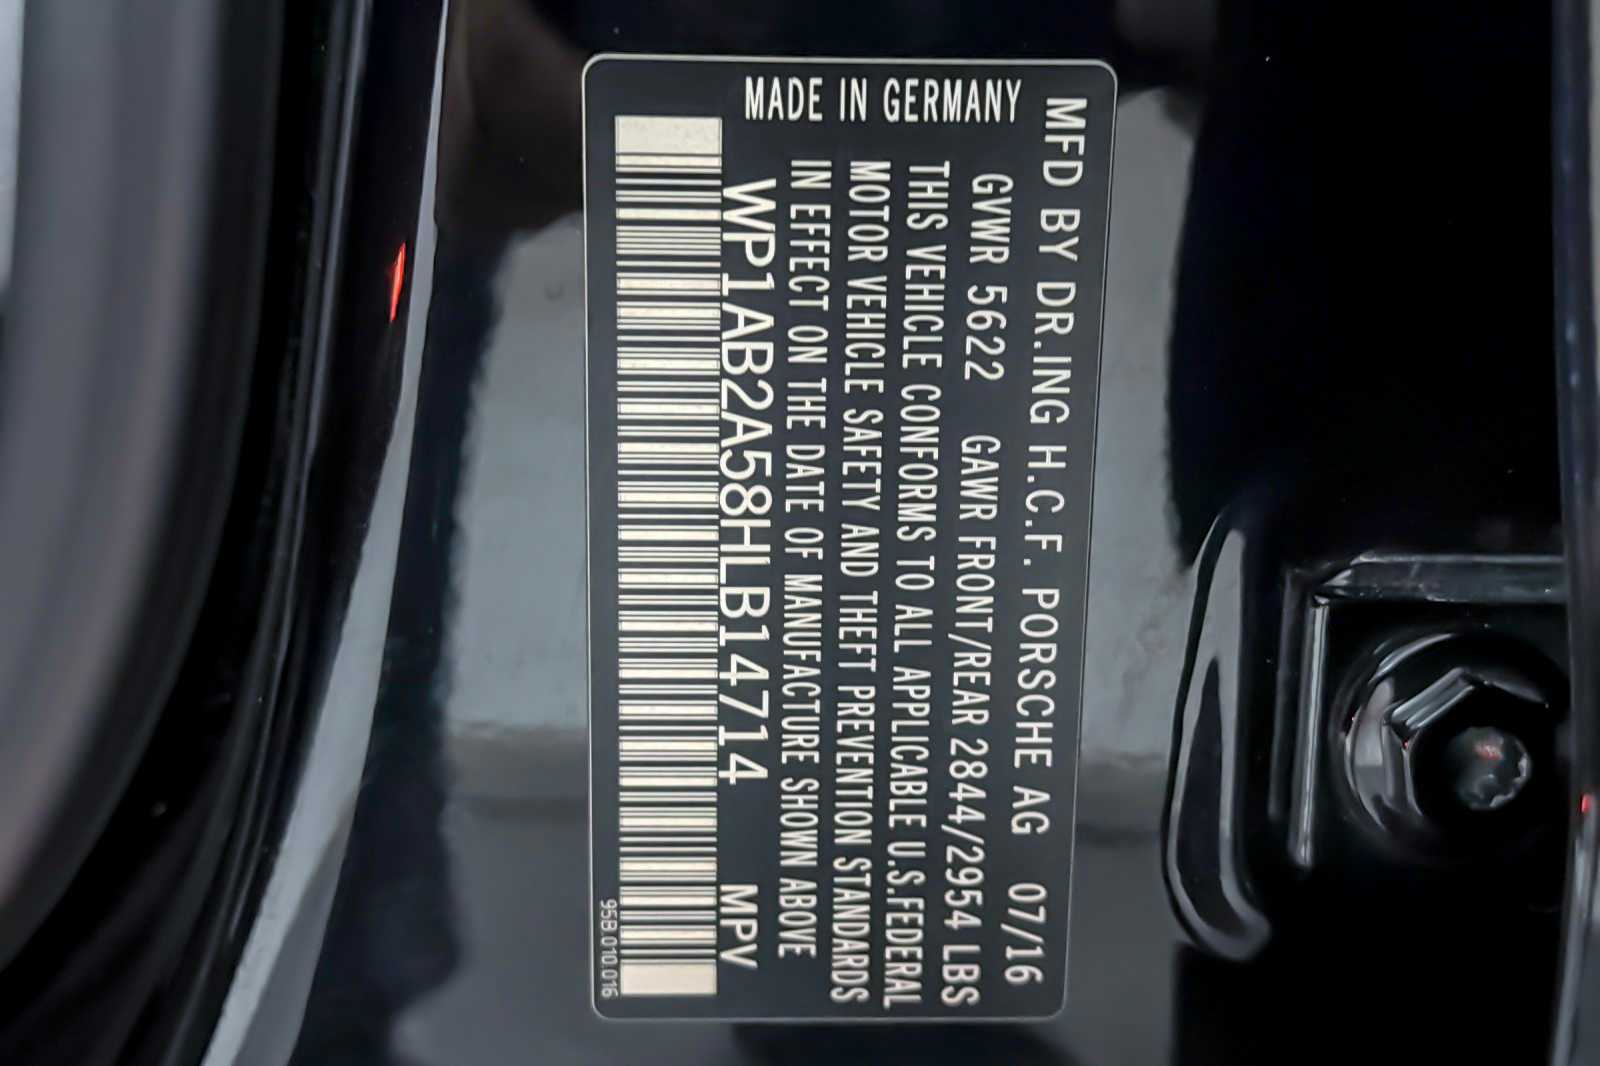 MADE IN GERMANY
MFD BY DR.ING H.C.F. PORSCHE AG 07/16
GVWR 5622 GAWR FRONT/REAR 2844/2954 LBS
THIS VEHICLE CONFORMS TO ALL APPLICABLE U.S.FEDERAL
MOTOR VEHICLE SAFETY AND THEFT PREVENTION STANDARDS
IN EFFECT ON THE DATE OF MANUFACTURE SHOWN ABOVE
WP1AB2A58HLB14714 MPV
95B.010.016